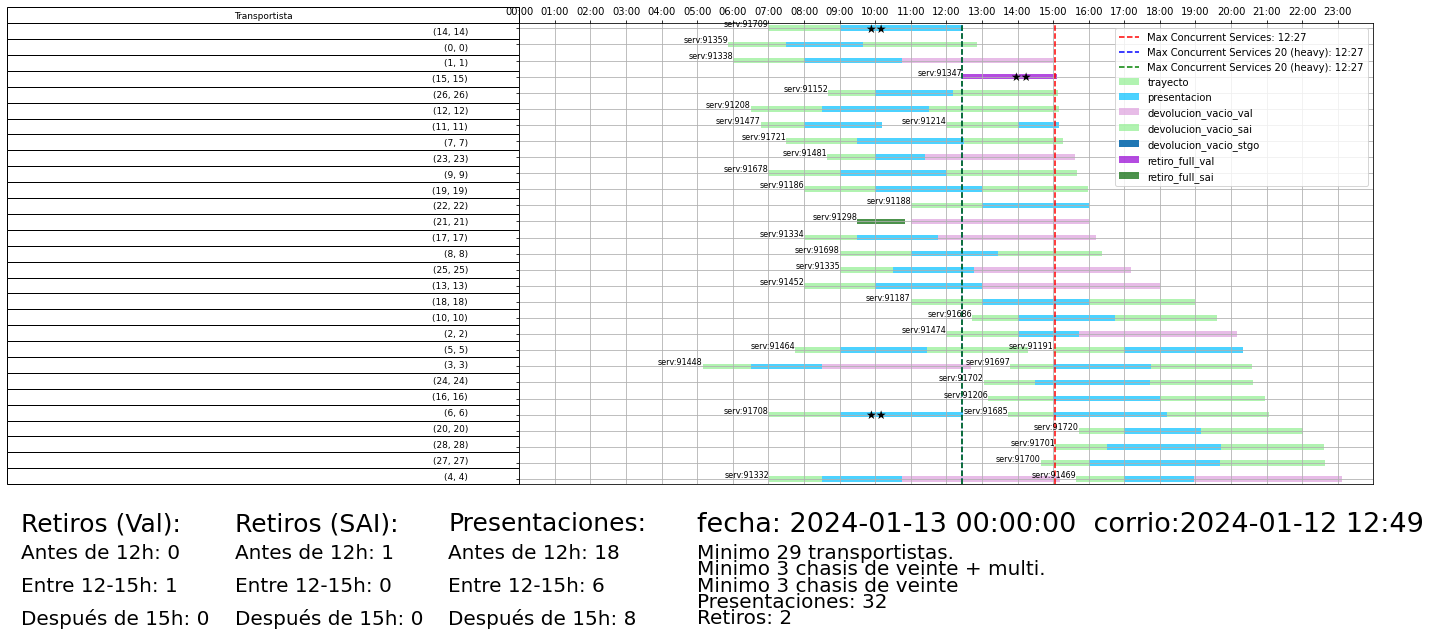 Transportista
00:00 01:00 02:00 03:00 04:00 05:00 06:00 07:00 08:00 09:00 10:00 11:00 12:00 13:00 14:00 15:00 16:00 17:00 18:00 19:00 20:00 21:00 22:00 23:00
(14, 14) serv:91709
(0, 0) serv:91359
(1, 1) serv:91338
(15, 15) serv:91347
(26, 26) serv:91152
(12, 12) serv:91208
(11, 11) serv:91477 serv:91214
(7, 7) serv:91721
(23, 23) serv:91481
(9, 9) serv:91678
(19, 19) serv:91186
(22, 22) serv:91188
(21, 21) serv:91298
(17, 17) serv:91334
(8, 8) serv:91698
(25, 25) serv:91335
(13, 13) serv:91452
(18, 18) serv:91187
(10, 10) serv:91686
(2, 2) serv:91474
(5, 5) serv:91464 serv:91191
(3, 3) serv:91448 serv:91697
(24, 24) serv:91702
(16, 16) serv:91206
(6, 6) serv:91708 serv:91685
(20, 20) serv:91720
(28, 28) serv:91701
(27, 27) serv:91700
(4, 4) serv:91332 serv:91469
Max Concurrent Services: 12:27
Max Concurrent Services 20 (heavy): 12:27
Max Concurrent Services 20 (heavy): 12:27
trayecto
presentacion
devolucion_vacio_val
devolucion_vacio_sai
devolucion_vacio_stgo
retiro_full_val
retiro_full_sai
Retiros (Val):
Antes de 12h: 0
Entre 12-15h: 1
Después de 15h: 0
Retiros (SAI):
Antes de 12h: 1
Entre 12-15h: 0
Después de 15h: 0
Presentaciones:
Antes de 12h: 18
Entre 12-15h: 6
Después de 15h: 8
fecha: 2024-01-13 00:00:00 corrio:2024-01-12 12:49
Minimo 29 transportistas.
Minimo 3 chasis de veinte + multi.
Minimo 3 chasis de veinte
Presentaciones: 32
Retiros: 2